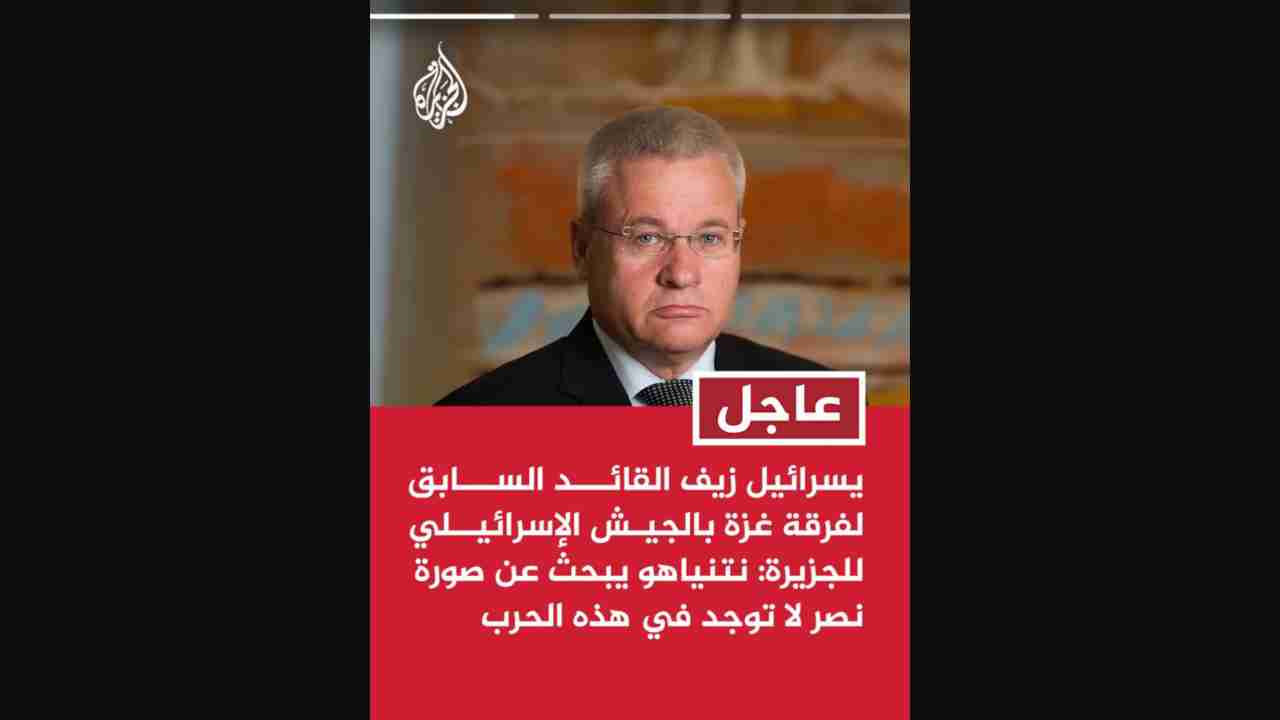 الجزيرة
عاجل
يسرائيل زيف القائد السابق
لفرقة غزة بالجيش الإسرائيلي
للجزيرة: نتنياهو يبحث عن صورة
نصر لا توجد في هذه الحرب